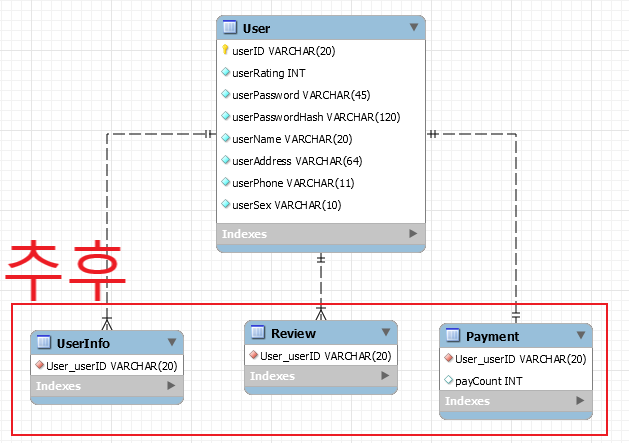 User
userID VARCHAR(20)
userRating INT
userPassword VARCHAR(45)
userPasswordHash VARCHAR(120)
userName VARCHAR(20)
userAddress VARCHAR(64)
userPhone VARCHAR(11)
userSex VARCHAR(10)
Indexes
추후
UserInfo
User_userID VARCHAR(20)
Indexes
Review
User_userID VARCHAR(20)
Indexes
Payment
User_userID VARCHAR(20)
payCount INT
Indexes